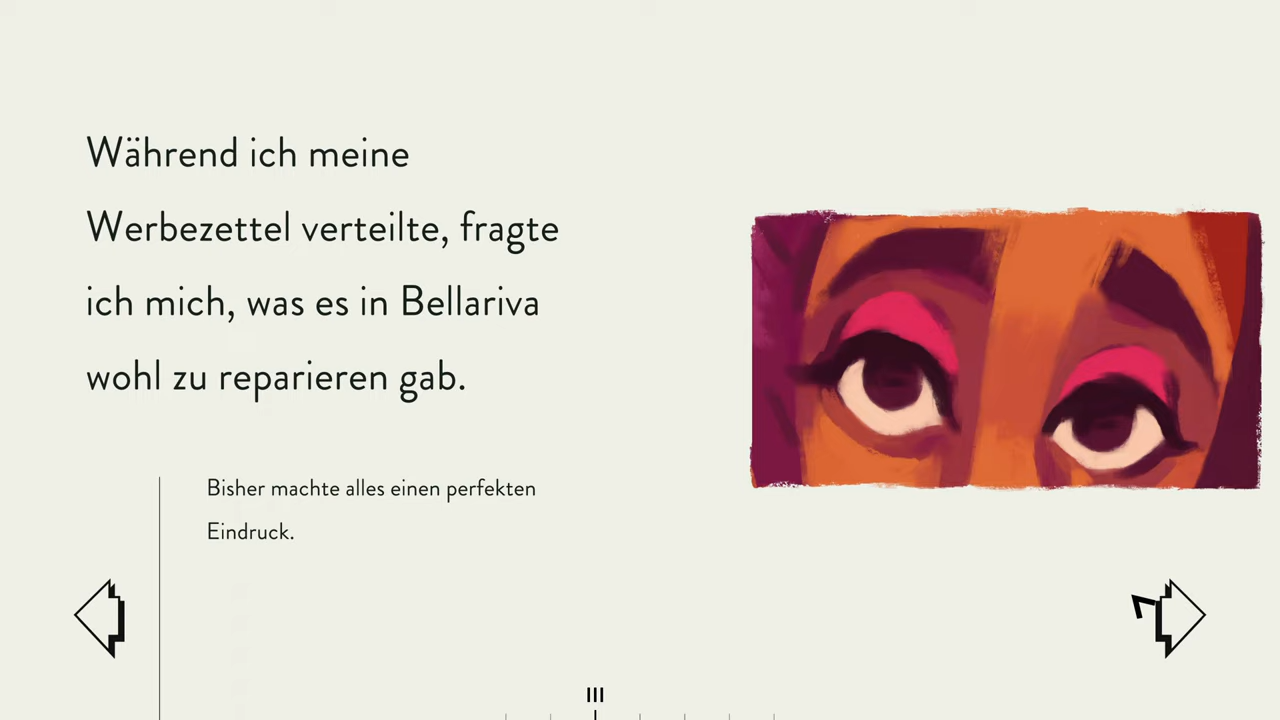 Während ich meine
Werbezettel verteilte, fragte
ich mich, was es in Bellariva
wohl zu reparieren gab.
Bisher machte alles einen perfekten
Eindruck.
III